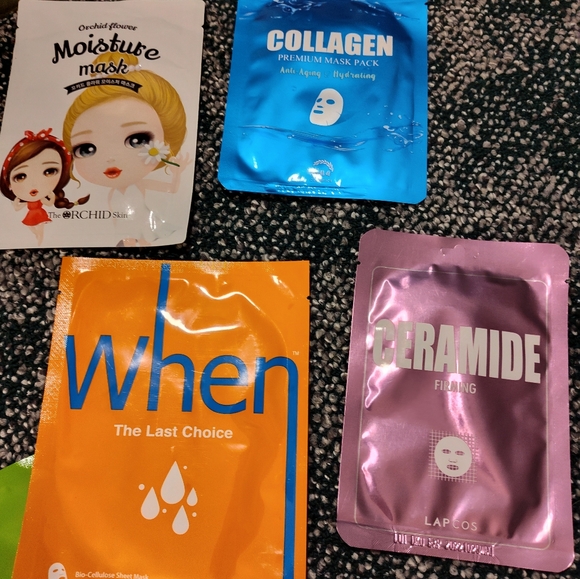 Orchid flower
Moisture
mask
The ORCHID Skin
COLLAGEN
PREMIUM MASK PACK
Anti Aging Hydrating
When
TM
The Last Choice
Bio-Cellulose Sheet Mask
CERAMIDE
FIRMING
LAPCOS